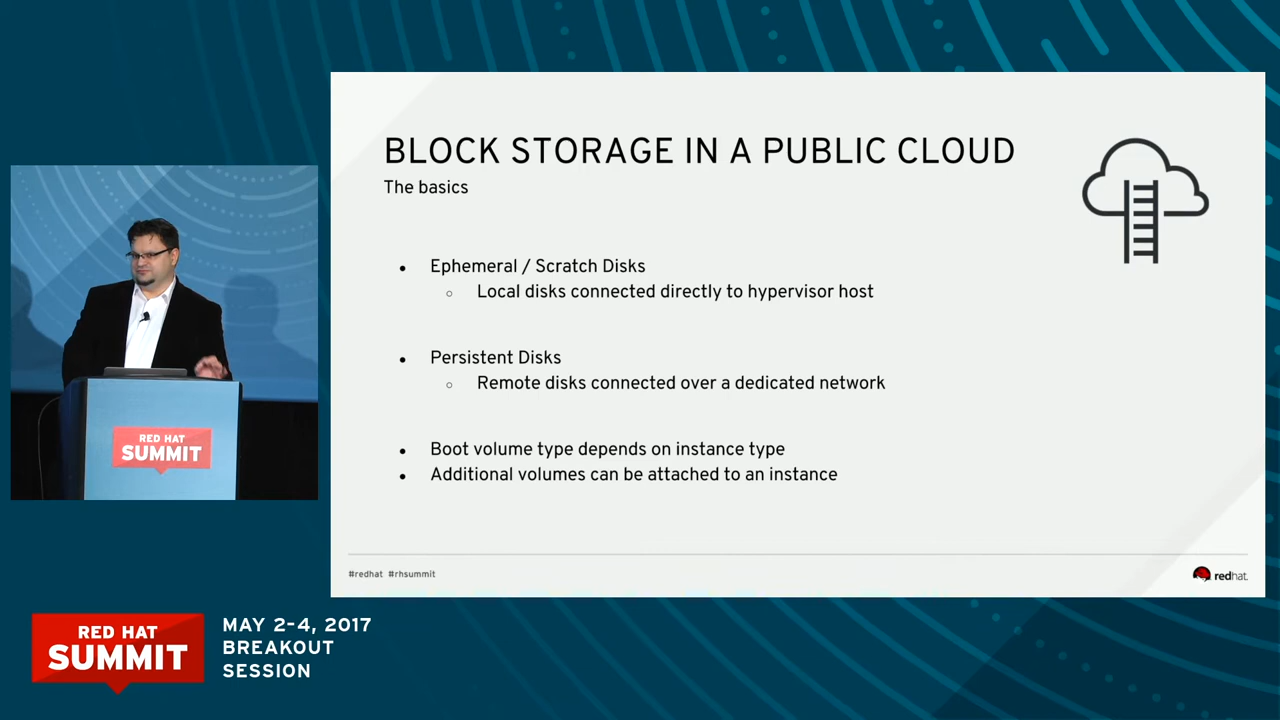 BLOCK STORAGE IN A PUBLIC CLOUD
The basics
● Ephemeral / Scratch Disks
○ Local disks connected directly to hypervisor host
● Persistent Disks
○ Remote disks connected over a dedicated network
● Boot volume type depends on instance type
● Additional volumes can be attached to an instance
#redhat #rhsummit
redhat.
RED HAT
SUMMIT
RED HAT
SUMMIT
MAY 2-4, 2017
BREAKOUT
SESSION